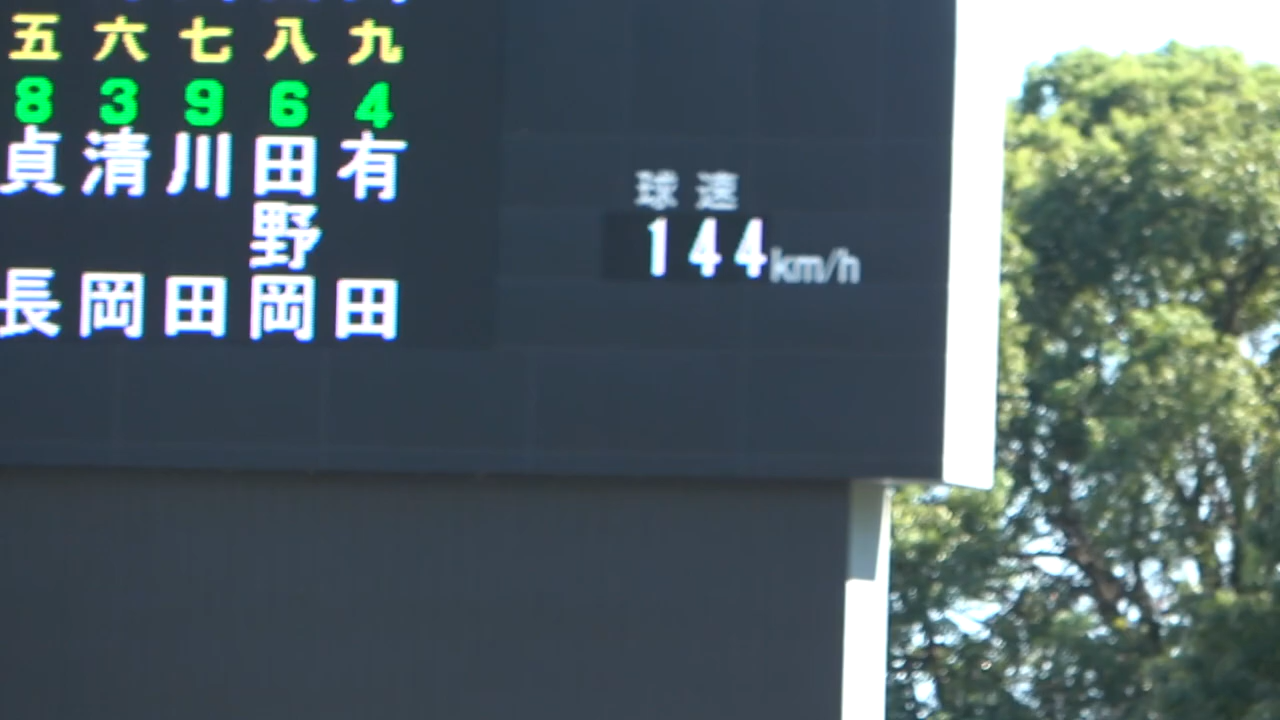 五 六 七 八 九
8 3 9 6 4
貞 清 川 田野 有
長 岡 田 岡 田
球速
144km/h